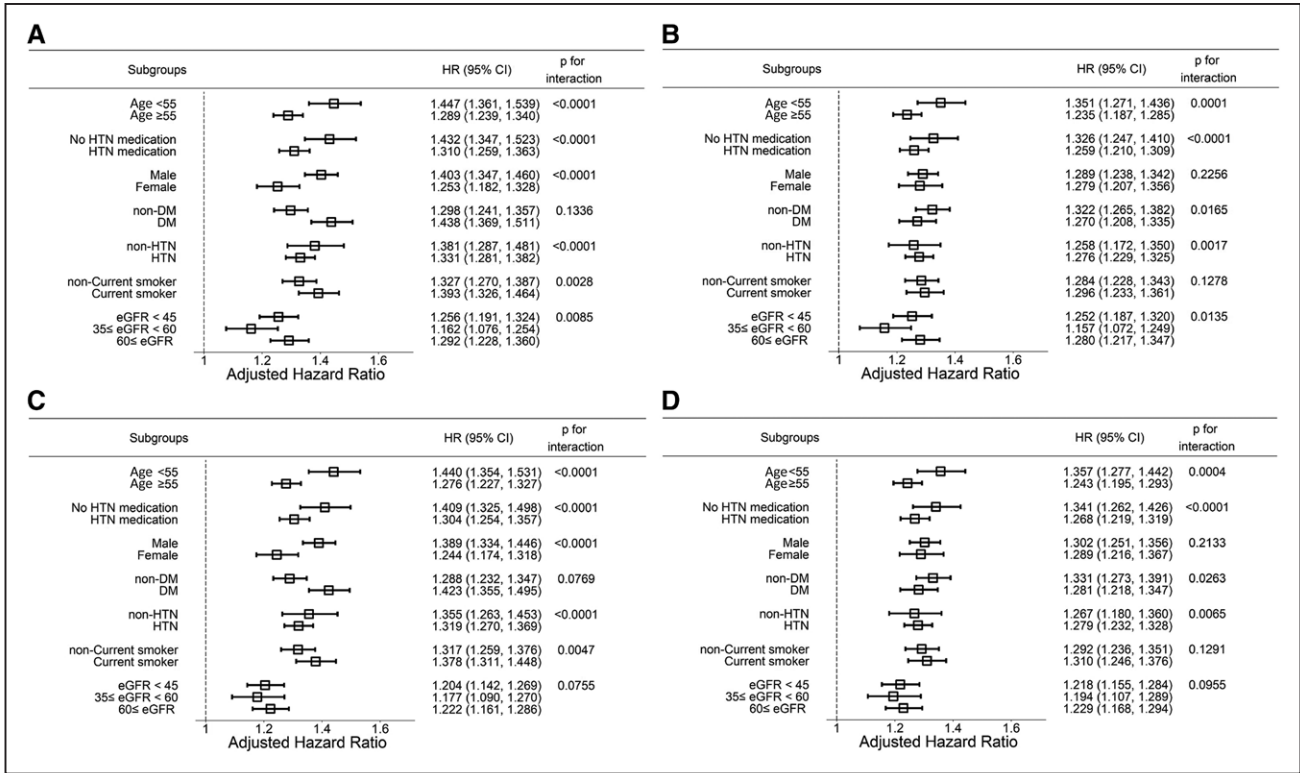 A
Subgroups HR (95% CI) p for interaction
Age <55 1.447 (1.361, 1.539) <0.0001
Age ≥55 1.289 (1.239, 1.340)
No HTN medication 1.432 (1.347, 1.523) <0.0001
HTN medication 1.310 (1.259, 1.363)
Male 1.403 (1.347, 1.460) <0.0001
Female 1.253 (1.182, 1.328)
non-DM 1.298 (1.241, 1.357) 0.1336
DM 1.438 (1.369, 1.511)
non-HTN 1.381 (1.287, 1.481) <0.0001
HTN 1.331 (1.281, 1.382)
non-Current smoker 1.327 (1.270, 1.387) 0.0028
Current smoker 1.393 (1.326, 1.464)
eGFR < 45 1.256 (1.191, 1.324) 0.0085
35≤ eGFR < 60 1.162 (1.076, 1.254)
60≤ eGFR 1.292 (1.228, 1.360)
1 1.2 1.4 1.6
Adjusted Hazard Ratio
B
Subgroups HR (95% CI) p for interaction
Age <55 1.351 (1.271, 1.436) 0.0001
Age ≥55 1.235 (1.187, 1.285)
No HTN medication 1.326 (1.247, 1.410) <0.0001
HTN medication 1.259 (1.210, 1.309)
Male 1.289 (1.238, 1.342) 0.2256
Female 1.279 (1.207, 1.356)
non-DM 1.322 (1.265, 1.382) 0.0165
DM 1.270 (1.208, 1.335)
non-HTN 1.258 (1.172, 1.350) 0.0017
HTN 1.276 (1.229, 1.325)
non-Current smoker 1.284 (1.228, 1.343) 0.1278
Current smoker 1.296 (1.233, 1.361)
eGFR < 45 1.252 (1.187, 1.320) 0.0135
35≤ eGFR < 60 1.157 (1.072, 1.249)
60≤ eGFR 1.280 (1.217, 1.347)
1 1.2 1.4 1.6
Adjusted Hazard Ratio
C
Subgroups HR (95% CI) p for interaction
Age <55 1.440 (1.354, 1.531) <0.0001
Age ≥55 1.276 (1.227, 1.327)
No HTN medication 1.409 (1.325, 1.498) <0.0001
HTN medication 1.304 (1.254, 1.357)
Male 1.389 (1.334, 1.446) <0.0001
Female 1.244 (1.174, 1.318)
non-DM 1.288 (1.232, 1.347) 0.0769
DM 1.423 (1.355, 1.495)
non-HTN 1.355 (1.263, 1.453) <0.0001
HTN 1.319 (1.270, 1.369)
non-Current smoker 1.317 (1.259, 1.376) 0.0047
Current smoker 1.378 (1.311, 1.448)
eGFR < 45 1.204 (1.142, 1.269) 0.0755
35≤ eGFR < 60 1.177 (1.090, 1.270)
60≤ eGFR 1.222 (1.161, 1.286)
1 1.2 1.4 1.6
Adjusted Hazard Ratio
D
Subgroups HR (95% CI) p for interaction
Age<55 1.357 (1.277, 1.442) 0.0004
Age≥55 1.243 (1.195, 1.293)
No HTN medication 1.341 (1.262, 1.426) <0.0001
HTN medication 1.268 (1.219, 1.319)
Male 1.302 (1.251, 1.356) 0.2133
Female 1.289 (1.216, 1.367)
non-DM 1.331 (1.273, 1.391) 0.0263
DM 1.281 (1.218, 1.347)
non-HTN 1.267 (1.180, 1.360) 0.0065
HTN 1.279 (1.232, 1.328)
non-Current smoker 1.292 (1.236, 1.351) 0.1291
Current smoker 1.310 (1.246, 1.376)
eGFR < 45 1.218 (1.155, 1.284) 0.0955
35≤ eGFR < 60 1.194 (1.107, 1.289)
60≤ eGFR 1.229 (1.168, 1.294)
1 1.2 1.4 1.6
Adjusted Hazard Ratio